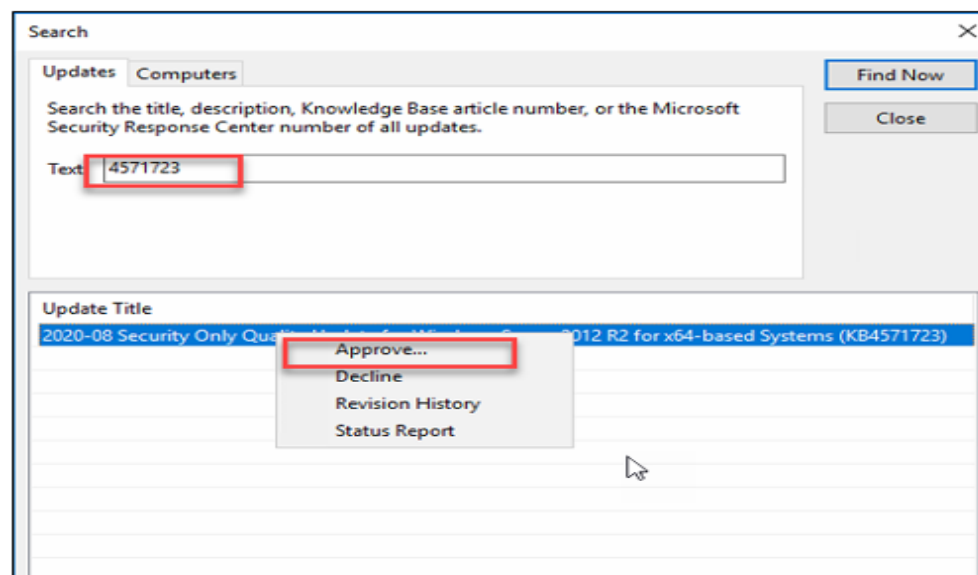 Search
Updates
Computers
Find Now
Search the title, description, Knowledge Base article number, or the Microsoft
Security Response Center number of all updates.
Close
Text
4571723
Update Title
2020-08 Security Only Qua 012 R2 for x64-based Systems (KB4571723)
Approve...
Decline
Revision History
Status Report